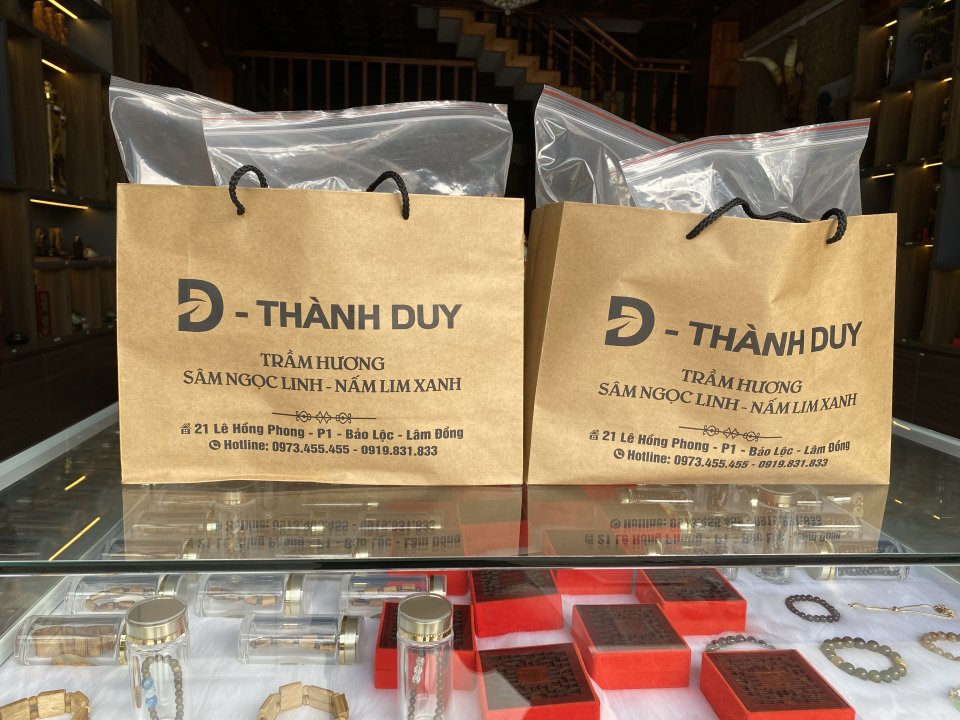 D - THÀNH DUY
TRẦM HƯƠNG
SÂM NGỌC LINH - NẤM LIM XANH
21 Lê Hồng Phong - P1 - Bảo Lộc - Lâm Đồng
Hotline: 0973.455.455 - 0919.831.833
D - THÀNH DUY
TRẦM HƯƠNG
SÂM NGỌC LINH - NẤM LIM XANH
21 Lê Hồng Phong - P1 - Bảo Lộc - Lâm Đồng
Hotline: 0973.455.455 - 0919.831.833